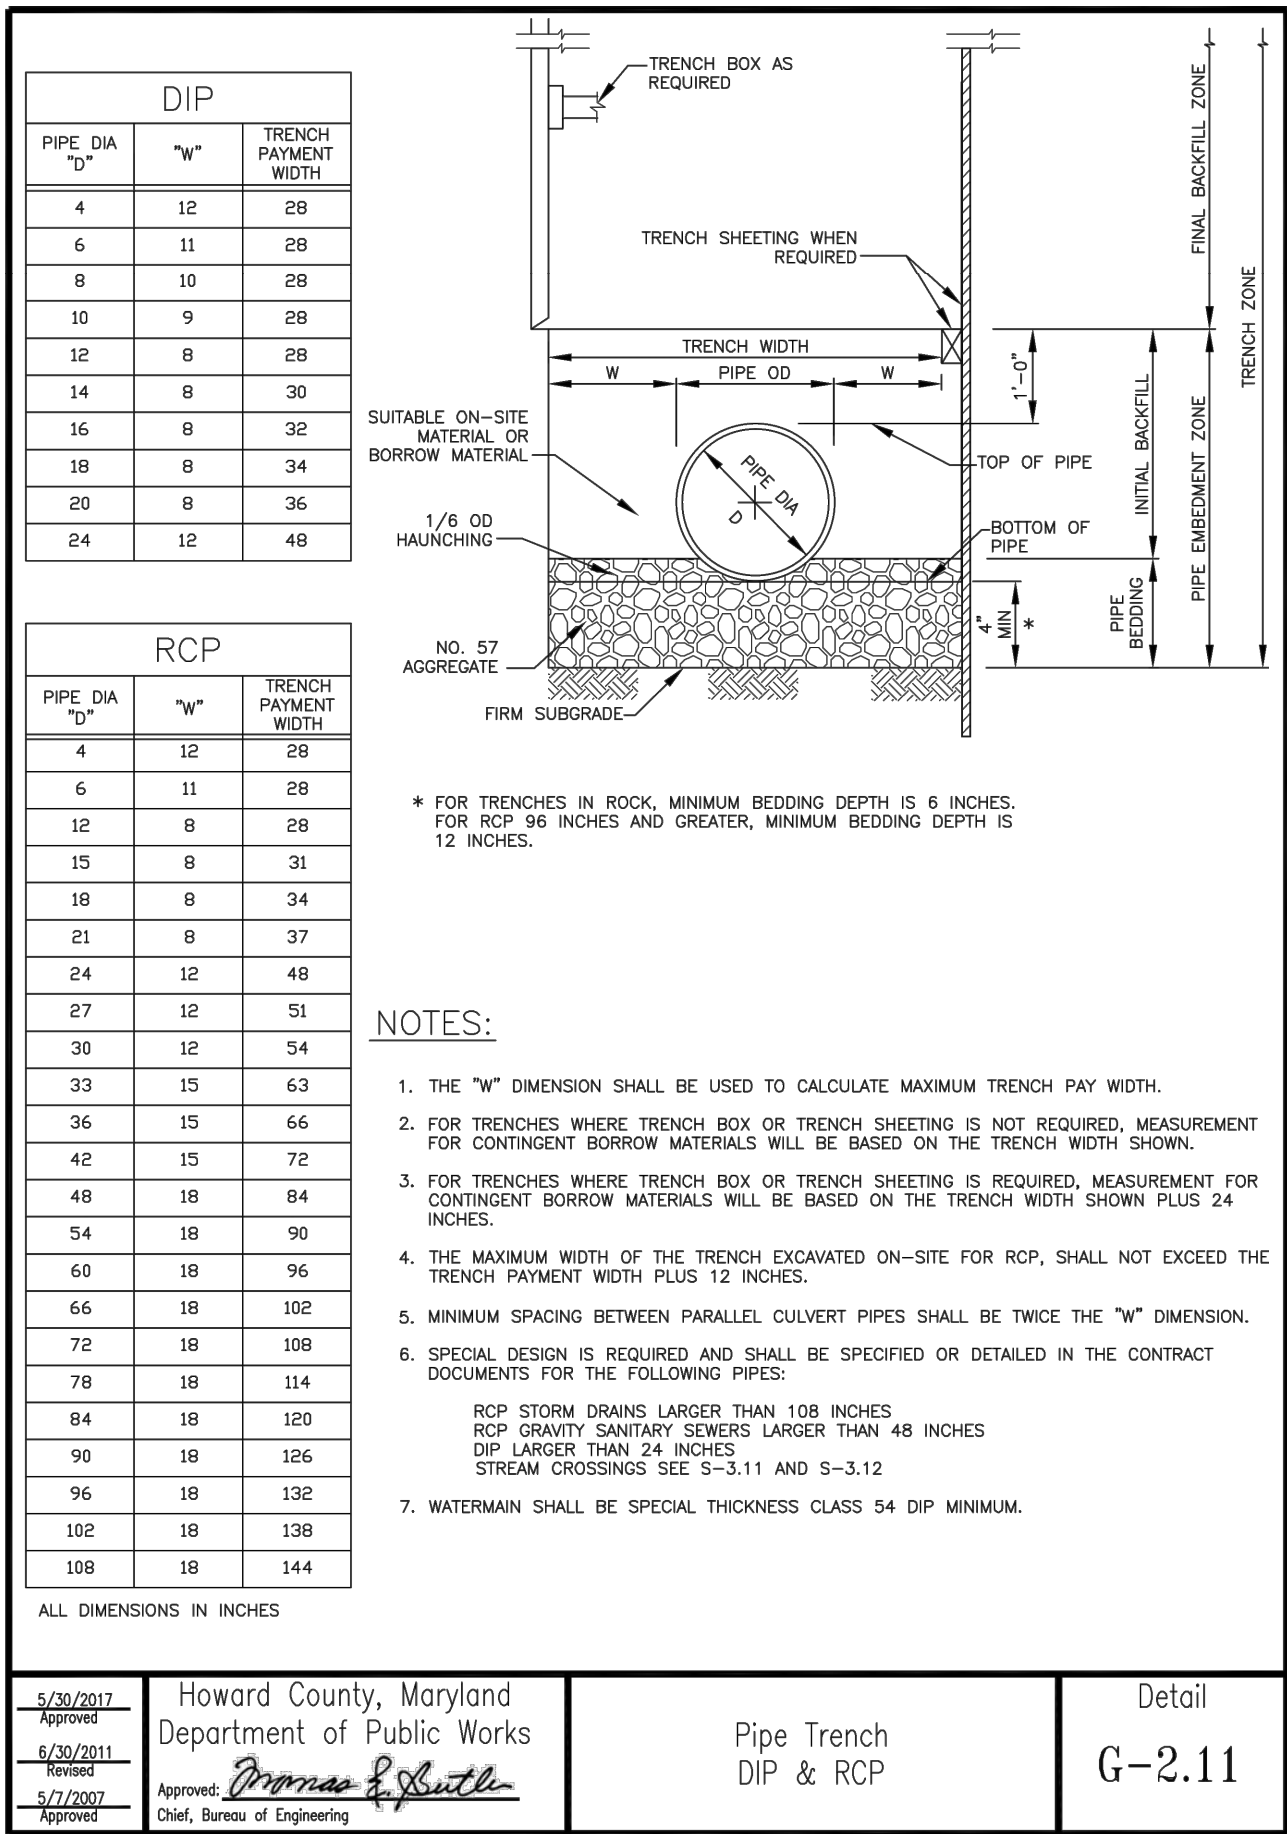 DIP
PIPE DIA "D" "W" TRENCH PAYMENT WIDTH
4 12 28
6 11 28
8 10 28
10 9 28
12 8 28
14 8 30
16 8 32
18 8 34
20 8 36
24 12 48
RCP
PIPE DIA "D" "W" TRENCH PAYMENT WIDTH
4 12 28
6 11 28
12 8 28
15 8 31
18 8 34
21 8 37
24 12 48
27 12 51
30 12 54
33 15 63
36 15 66
42 15 72
48 18 84
54 18 90
60 18 96
66 18 102
72 18 108
78 18 114
84 18 120
90 18 126
96 18 132
102 18 138
108 18 144
ALL DIMENSIONS IN INCHES
TRENCH BOX AS
REQUIRED
TRENCH SHEETING WHEN
REQUIRED
TRENCH WIDTH
W PIPE OD W
SUITABLE ON-SITE
MATERIAL OR
BORROW MATERIAL
PIPE DIA
D
1/6 OD
HAUNCHING
NO. 57
AGGREGATE
FIRM SUBGRADE
1'-0"
TOP OF PIPE
BOTTOM OF
PIPE
4"
MIN
*
INITIAL BACKFILL
PIPE
BEDDING
FINAL BACKFILL ZONE
PIPE EMBEDMENT ZONE
TRENCH ZONE
* FOR TRENCHES IN ROCK, MINIMUM BEDDING DEPTH IS 6 INCHES.
FOR RCP 96 INCHES AND GREATER, MINIMUM BEDDING DEPTH IS
12 INCHES.
NOTES:
1. THE "W" DIMENSION SHALL BE USED TO CALCULATE MAXIMUM TRENCH PAY WIDTH.
2. FOR TRENCHES WHERE TRENCH BOX OR TRENCH SHEETING IS NOT REQUIRED, MEASUREMENT
FOR CONTINGENT BORROW MATERIALS WILL BE BASED ON THE TRENCH WIDTH SHOWN.
3. FOR TRENCHES WHERE TRENCH BOX OR TRENCH SHEETING IS REQUIRED, MEASUREMENT FOR
CONTINGENT BORROW MATERIALS WILL BE BASED ON THE TRENCH WIDTH SHOWN PLUS 24
INCHES.
4. THE MAXIMUM WIDTH OF THE TRENCH EXCAVATED ON-SITE FOR RCP, SHALL NOT EXCEED THE
TRENCH PAYMENT WIDTH PLUS 12 INCHES.
5. MINIMUM SPACING BETWEEN PARALLEL CULVERT PIPES SHALL BE TWICE THE "W" DIMENSION.
6. SPECIAL DESIGN IS REQUIRED AND SHALL BE SPECIFIED OR DETAILED IN THE CONTRACT
DOCUMENTS FOR THE FOLLOWING PIPES:
RCP STORM DRAINS LARGER THAN 108 INCHES
RCP GRAVITY SANITARY SEWERS LARGER THAN 48 INCHES
DIP LARGER THAN 24 INCHES
STREAM CROSSINGS SEE S-3.11 AND S-3.12
7. WATERMAIN SHALL BE SPECIAL THICKNESS CLASS 54 DIP MINIMUM.
5/30/2017
Approved
6/30/2011
Revised
5/7/2007
Approved
Howard County, Maryland
Department of Public Works
Approved: Thomas E. Butler
Chief, Bureau of Engineering
Pipe Trench
DIP & RCP
Detail
G-2.11